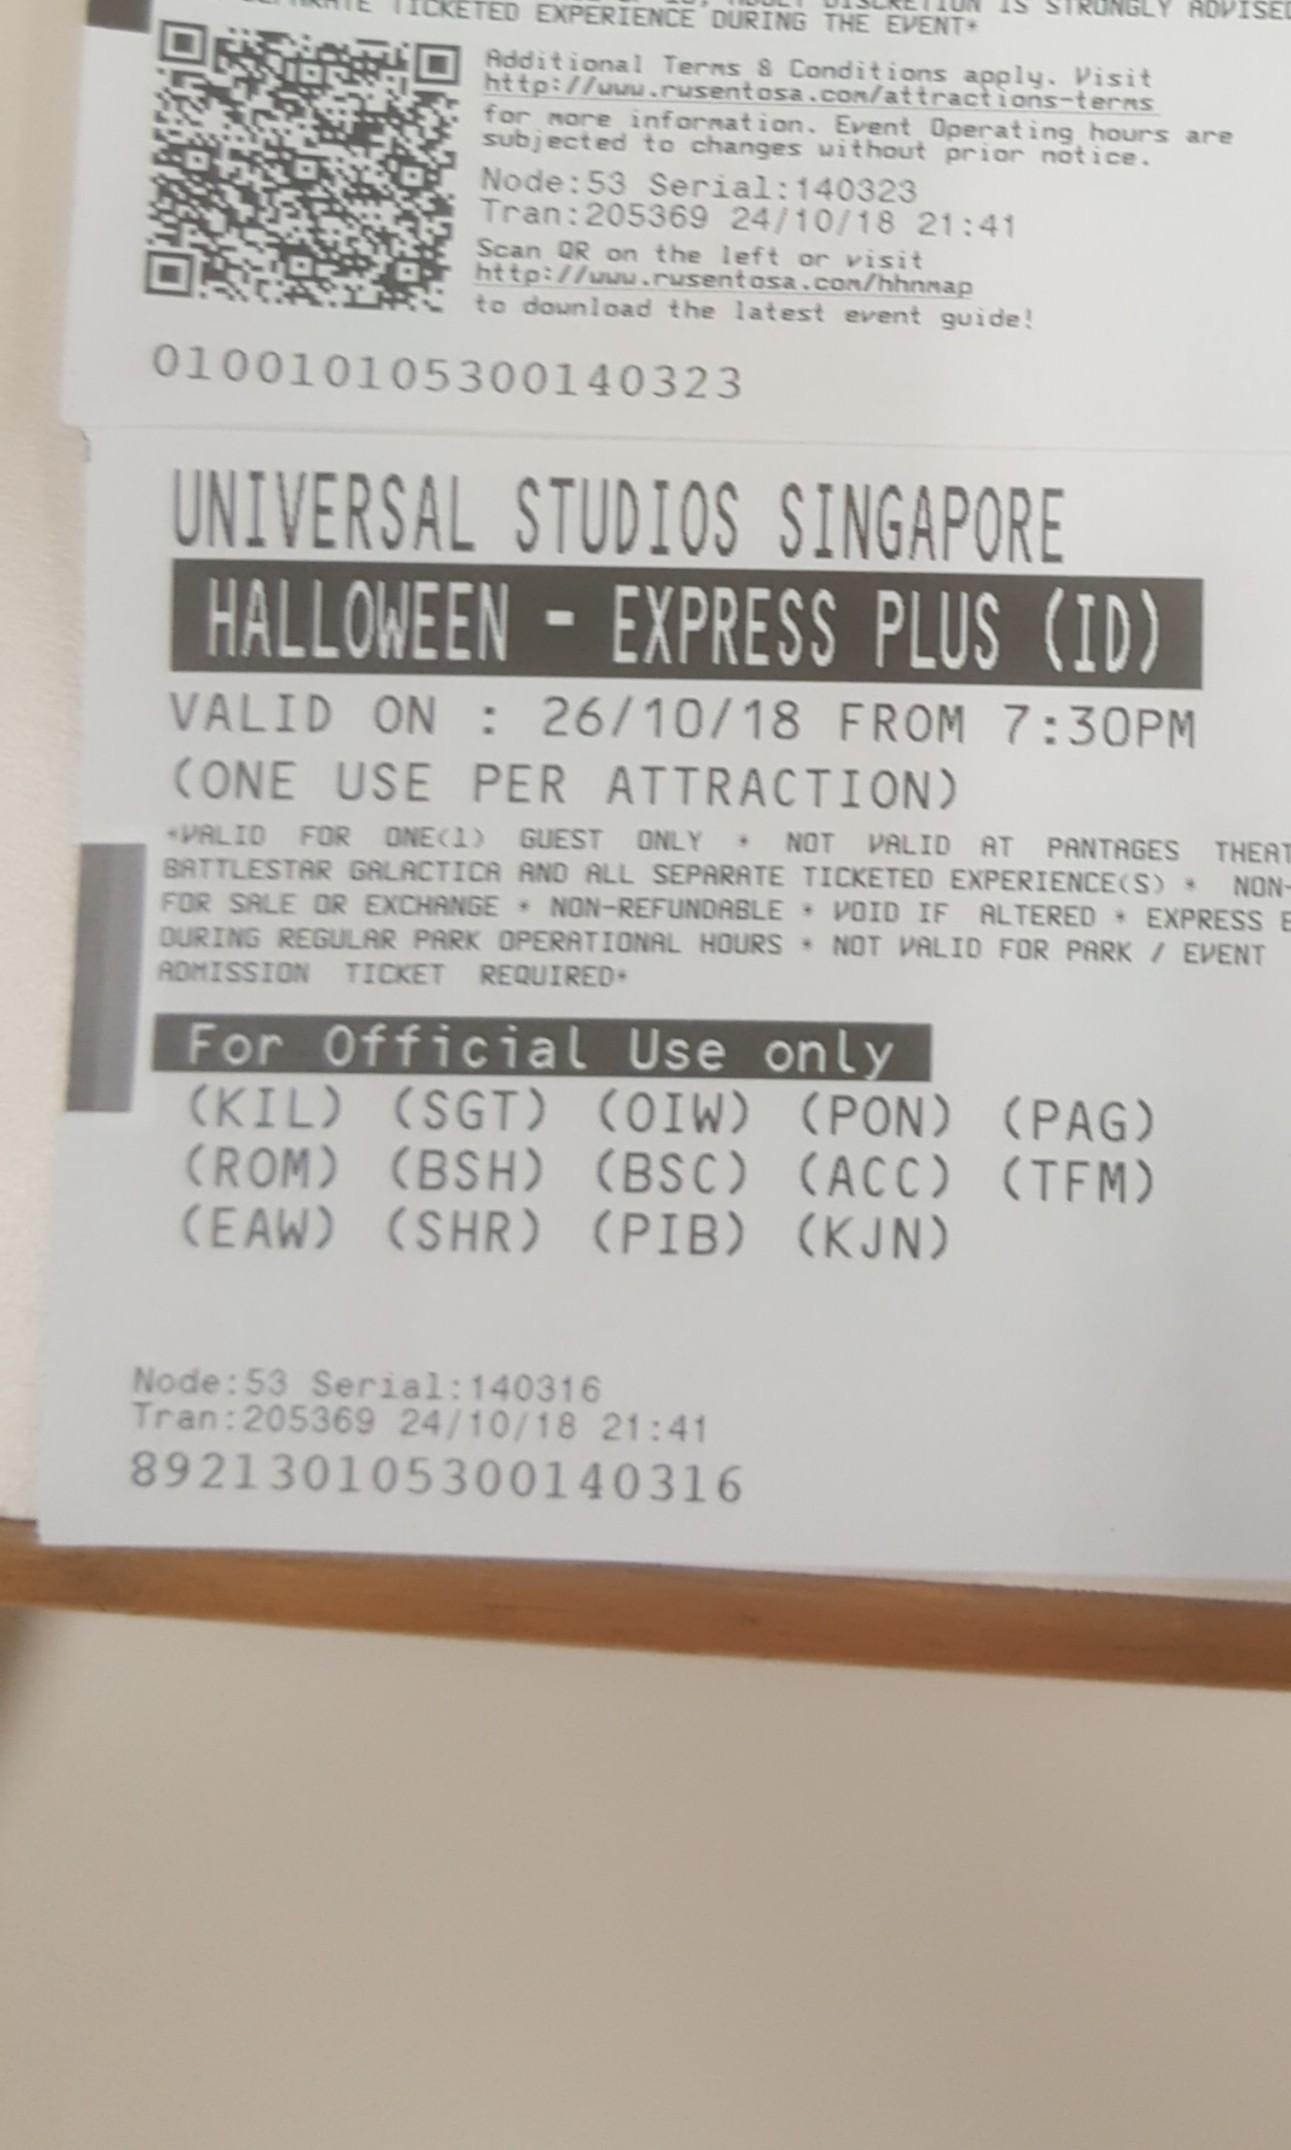 TICKETED EXPERIENCE DURING THE EVENT*
IS STRONGLY ADVISED
Additional Terms & Conditions apply. Visit
http://www.rwsentosa.com/attractions-terms
for more information. Event Operating hours are
subjected to changes without prior notice.
Node:53 Serial:140323
Tran:205369 24/10/18 21:41
Scan QR on the left or visit
http://www.rwsentosa.com/hhnmap
to download the latest event guide!
010010105300140323
UNIVERSAL STUDIOS SINGAPORE
HALLOWEEN - EXPRESS PLUS (ID)
VALID ON : 26/10/18 FROM 7:30PM
(ONE USE PER ATTRACTION)
*VALID FOR ONE(1) GUEST ONLY * NOT VALID AT PANTAGES THEAT
BATTLESTAR GALACTICA AND ALL SEPARATE TICKETED EXPERIENCE(S) * NON-
FOR SALE OR EXCHANGE * NON-REFUNDABLE * VOID IF ALTERED * EXPRESS
DURING REGULAR PARK OPERATIONAL HOURS * NOT VALID FOR PARK / EVENT
ADMISSION TICKET REQUIRED*
For Official Use only
(KIL) (SGT) (OIW) (PON) (PAG)
(ROM) (BSH) (BSC) (ACC) (TFM)
(EAW) (SHR) (PIB) (KJN)
Node:53 Serial:140316
Tran:205369 24/10/18 21:41
892130105300140316